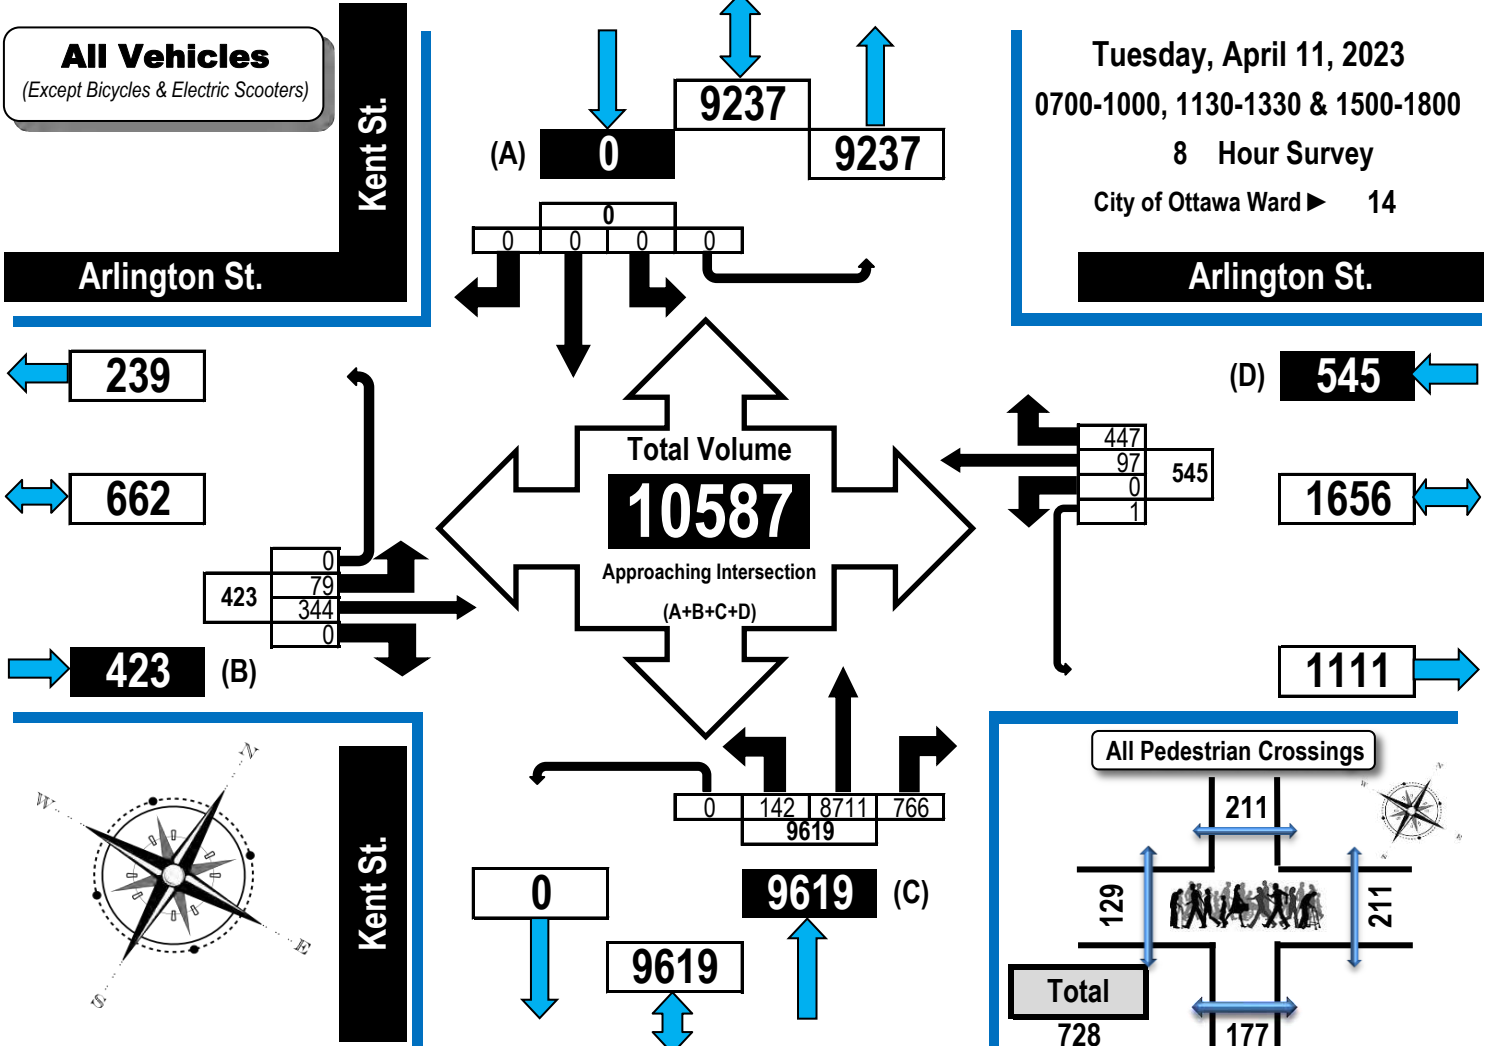 All Vehicles
(Except Bicycles & Electric Scooters)
Kent St.
Arlington St.
9237
(A) 0
9237
0
0 0 0 0
Tuesday, April 11, 2023
0700-1000, 1130-1330 & 1500-1800
8 Hour Survey
City of Ottawa Ward ► 14
Arlington St.
239
662
0
79
344
0
423
423 (B)
Total Volume
10587
Approaching Intersection
(A+B+C+D)
(D) 545
447
97
0
1
545
1656
1111
N
W
E
S
Kent St.
0 142 8711 766
9619
0
9619 (C)
9619
All Pedestrian Crossings
211
N
W
E
S
129
211
Total
728
177